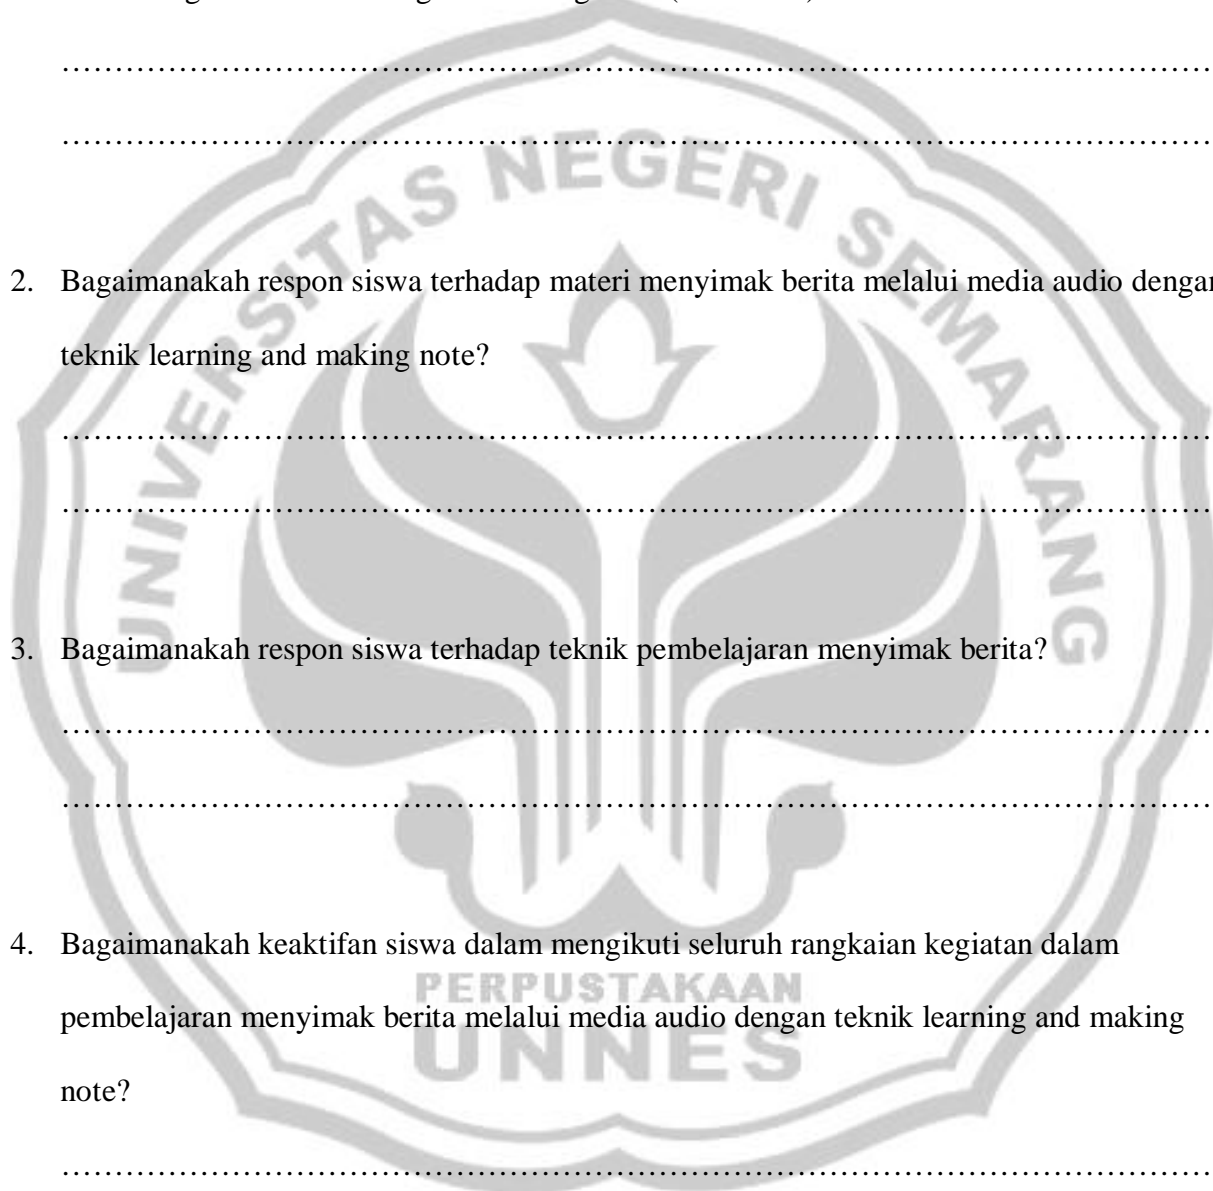 ……………………………………………………………………………………………
……………………………………………………………………………………………
UNIVERSITAS NEGERI SEMARANG
2. Bagaimanakah respon siswa terhadap materi menyimak berita melalui media audio dengan
teknik learning and making note?
……………………………………………………………………………………………
……………………………………………………………………………………………
3. Bagaimanakah respon siswa terhadap teknik pembelajaran menyimak berita?
……………………………………………………………………………………………
……………………………………………………………………………………………
4. Bagaimanakah keaktifan siswa dalam mengikuti seluruh rangkaian kegiatan dalam
PERPUSTAKAAN
pembelajaran menyimak berita melalui media audio dengan teknik learning and making
UNNES
note?
……………………………………………………………………………………………